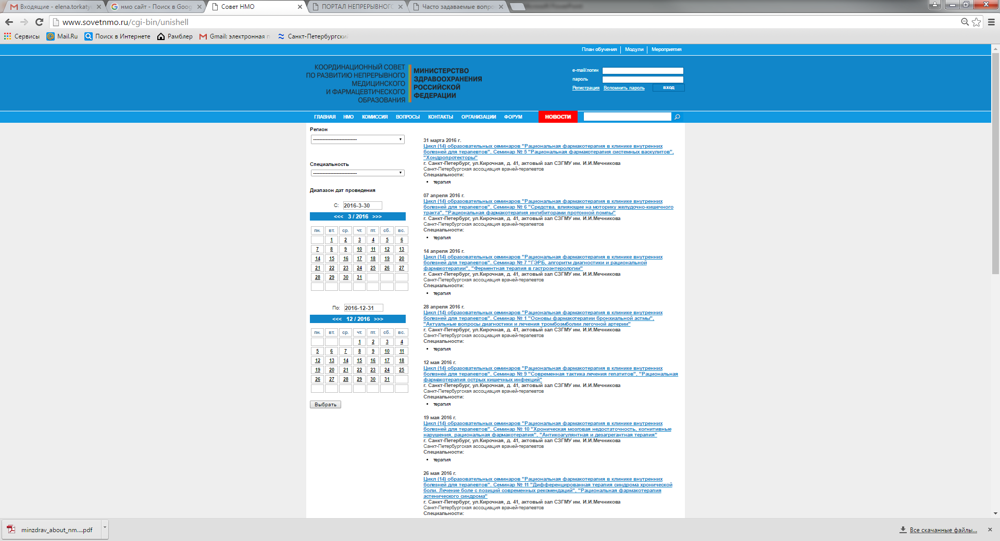 Входящие - elena.torkaty
нмо сайт - Поиск в Goog
Совет НМО
ПОРТАЛ НЕПРЕРЫВНОГ
Часто задаваемые вопро
www.sovetnmo.ru/cgi-bin/unishell
Сервисы
Mail.Ru
Поиск в Интернете
Рамблер
Gmail: электронная п
Санкт-Петербургски
План обучения
Модули
Мероприятия
КООРДИНАЦИОННЫЙ СОВЕТ
ПО РАЗВИТИЮ НЕПРЕРЫВНОГО
МЕДИЦИНСКОГО
И ФАРМАЦЕВТИЧЕСКОГО
ОБРАЗОВАНИЯ
МИНИСТЕРСТВО
ЗДРАВООХРАНЕНИЯ
РОССИЙСКОЙ
ФЕДЕРАЦИИ
e-mail/логин
пароль
Регистрация Вспомнить пароль ВХОД
ГЛАВНАЯ НМО КОМИССИЯ ВОПРОСЫ КОНТАКТЫ ОРГАНИЗАЦИИ ФОРУМ НОВОСТИ
Регион
----------------------------
Специальность
----------------------------
Диапазон дат проведения
С: 2016-3-30
<<< 3 / 2016 >>>
пн. вт. ср. чт. пт. сб. вс.
1 2 3 4 5 6
7 8 9 10 11 12 13
14 15 16 17 18 19 20
21 22 23 24 25 26 27
28 29 30 31
По: 2016-12-31
<<< 12 / 2016 >>>
пн. вт. ср. чт. пт. сб. вс.
1 2 3 4
5 6 7 8 9 10 11
12 13 14 15 16 17 18
19 20 21 22 23 24 25
26 27 28 29 30 31
Выбрать
31 марта 2016 г.
Цикл (14) образовательных семинаров "Рациональная фармакотерапия в клинике внутренних
болезней для терапевтов". Семинар № 5 "Рациональная фармакотерапия системных васкулитов",
"Хондропротекторы"
г. Санкт-Петербург, ул.Кирочная, д. 41, актовый зал СЗГМУ им. И.И.Мечникова
Санкт-Петербургская ассоциация врачей-терапевтов
Специальности:
• терапия
07 апреля 2016 г.
Цикл (14) образовательных семинаров "Рациональная фармакотерапия в клинике внутренних
болезней для терапевтов". Семинар № 6 "Средства, влияющие на моторику желудочно-кишечного
тракта", "Рациональная фармакотерапия ингибиторами протонной помпы"
г. Санкт-Петербург, ул.Кирочная, д. 41, актовый зал СЗГМУ им. И.И.Мечникова
Санкт-Петербургская ассоциация врачей-терапевтов
Специальности:
• терапия
14 апреля 2016 г.
Цикл (14) образовательных семинаров "Рациональная фармакотерапия в клинике внутренних
болезней для терапевтов". Семинар № 7 "ГЭРБ, алгоритм диагностики и рациональной
фармакотерапии", "Ферментная терапия в гастроэнтерологии"
г. Санкт-Петербург, ул.Кирочная, д. 41, актовый зал СЗГМУ им. И.И.Мечникова
Санкт-Петербургская ассоциация врачей-терапевтов
Специальности:
• терапия
28 апреля 2016 г.
Цикл (14) образовательных семинаров "Рациональная фармакотерапия в клинике внутренних
болезней для терапевтов". Семинар № 1 "Основы фармакотерапии бронхиальной астмы",
"Актуальные вопросы диагностики и лечения тромбоэмболии легочной артерии"
г. Санкт-Петербург, ул.Кирочная, д. 41, актовый зал СЗГМУ им. И.И.Мечникова
Санкт-Петербургская ассоциация врачей-терапевтов
Специальности:
• терапия
12 мая 2016 г.
Цикл (14) образовательных семинаров "Рациональная фармакотерапия в клинике внутренних
болезней для терапевтов". Семинар № 9 "Современная тактика лечения гепатитов", "Рациональная
фармакотерапия острых кишечных инфекций"
г. Санкт-Петербург, ул.Кирочная, д. 41, актовый зал СЗГМУ им. И.И.Мечникова
Санкт-Петербургская ассоциация врачей-терапевтов
Специальности:
• терапия
19 мая 2016 г.
Цикл (14) образовательных семинаров "Рациональная фармакотерапия в клинике внутренних
болезней для терапевтов". Семинар № 10 "Хроническая мозговая недостаточность, когнитивные
нарушения, рациональная фармакотерапия", "Антикоагулянтная и дезагрегантная терапия"
г. Санкт-Петербург, ул.Кирочная, д. 41, актовый зал СЗГМУ им. И.И.Мечникова
Санкт-Петербургская ассоциация врачей-терапевтов
Специальности:
• терапия
26 мая 2016 г.
Цикл (14) образовательных семинаров "Рациональная фармакотерапия в клинике внутренних
болезней для терапевтов". Семинар № 11 "Дифференцированная терапия синдрома хронической
боли. Лечение боле с позиций современных рекомендаций", "Рациональная фармакотерапия
астенического синдрома"
г. Санкт-Петербург, ул.Кирочная, д. 41, актовый зал СЗГМУ им. И.И.Мечникова
Санкт-Петербургская ассоциация врачей-терапевтов
Специальности:
minzdrav_about_nm....pdf
Все скачанные файлы...